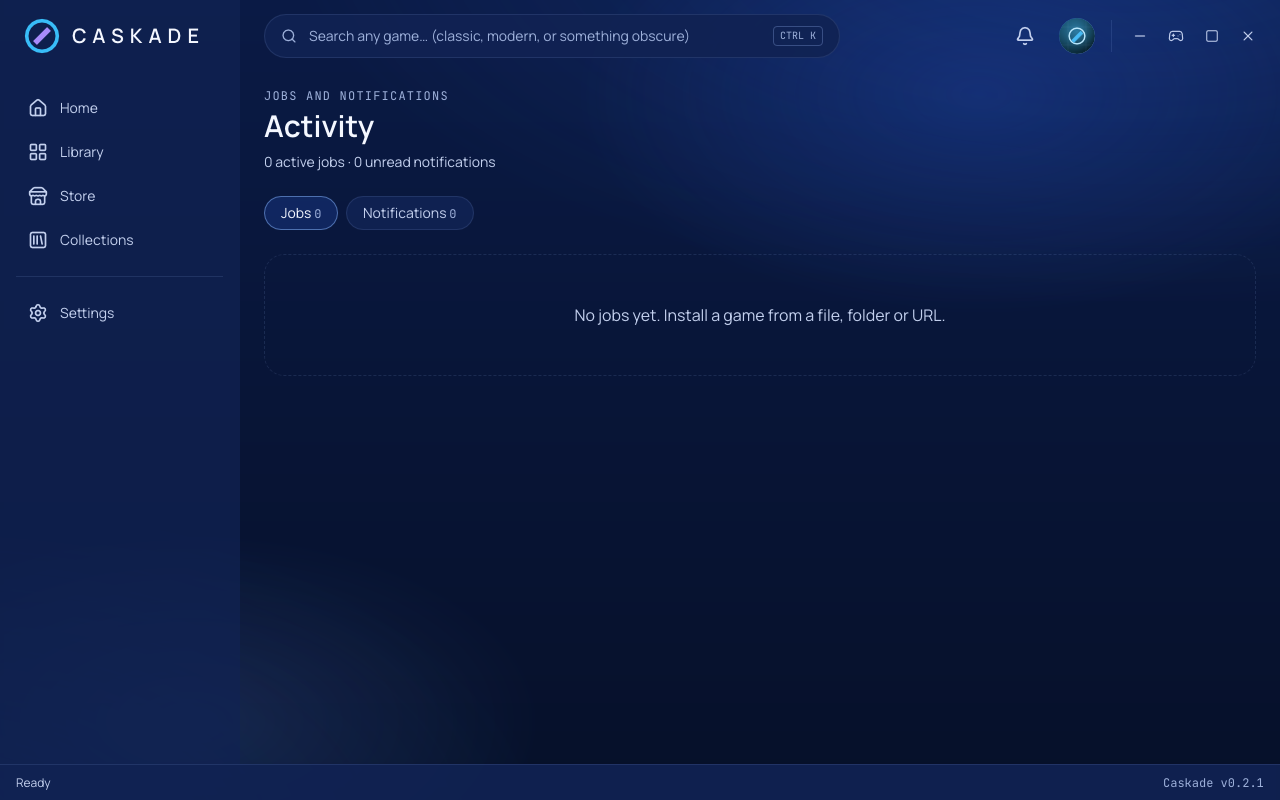 CASKADE
Search any game... (classic, modern, or something obscure)
CTRL K
Home
Library
Store
Collections
Settings
JOBS AND NOTIFICATIONS
Activity
0 active jobs · 0 unread notifications
Jobs 0
Notifications 0
No jobs yet. Install a game from a file, folder or URL.
Ready
Caskade v0.2.1